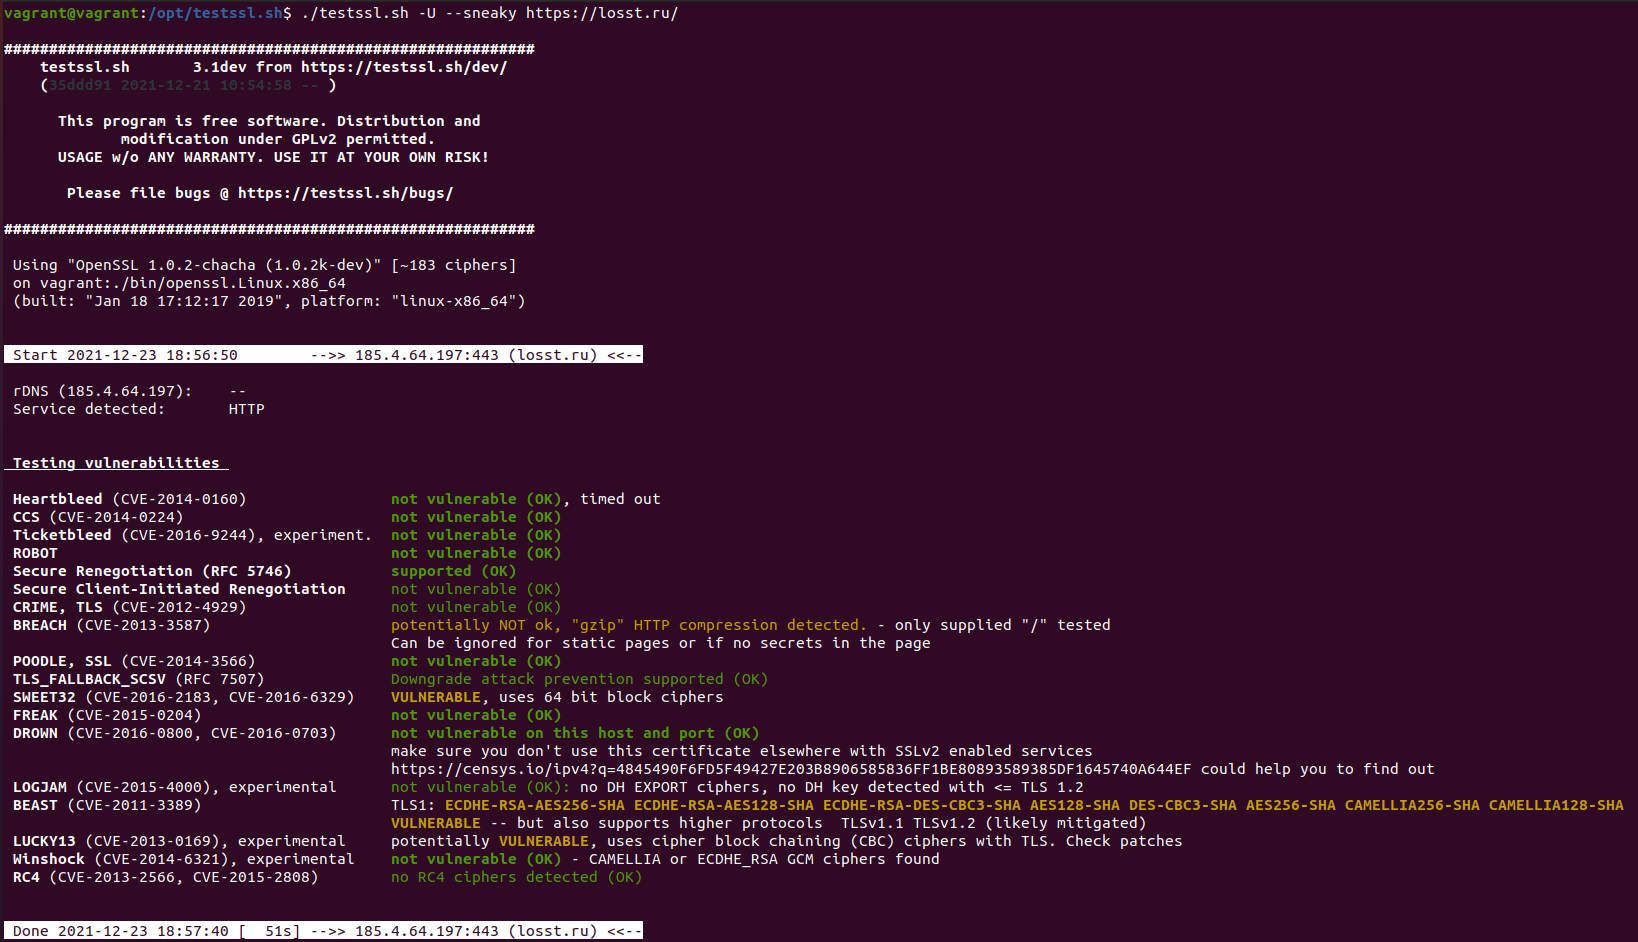 vagrant@vagrant:/opt/testssl.sh$ ./testssl.sh -U --sneaky https://losst.ru/
###########################################################
testssl.sh       3.1dev from https://testssl.sh/dev/
(35ddd91 2021-12-21 10:54:58 -- )
This program is free software. Distribution and
modification under GPLv2 permitted.
USAGE w/o ANY WARRANTY. USE IT AT YOUR OWN RISK!
Please file bugs @ https://testssl.sh/bugs/
###########################################################
Using "OpenSSL 1.0.2-chacha (1.0.2k-dev)" [~183 ciphers]
on vagrant:./bin/openssl.Linux.x86_64
(built: "Jan 18 17:12:17 2019", platform: "linux-x86_64")
Start 2021-12-23 18:56:50        -->> 185.4.64.197:443 (losst.ru) <<--
rDNS (185.4.64.197):    --
Service detected:       HTTP
Testing vulnerabilities
Heartbleed (CVE-2014-0160)                not vulnerable (OK), timed out
CCS (CVE-2014-0224)                       not vulnerable (OK)
Ticketbleed (CVE-2016-9244), experiment.  not vulnerable (OK)
ROBOT                                     not vulnerable (OK)
Secure Renegotiation (RFC 5746)           supported (OK)
Secure Client-Initiated Renegotiation     not vulnerable (OK)
CRIME, TLS (CVE-2012-4929)                not vulnerable (OK)
BREACH (CVE-2013-3587)                    potentially NOT ok, "gzip" HTTP compression detected. - only supplied "/" tested
Can be ignored for static pages or if no secrets in the page
POODLE, SSL (CVE-2014-3566)               not vulnerable (OK)
TLS_FALLBACK_SCSV (RFC 7507)              Downgrade attack prevention supported (OK)
SWEET32 (CVE-2016-2183, CVE-2016-6329)    VULNERABLE, uses 64 bit block ciphers
FREAK (CVE-2015-0204)                     not vulnerable (OK)
DROWN (CVE-2016-0800, CVE-2016-0703)      not vulnerable on this host and port (OK)
make sure you don't use this certificate elsewhere with SSLv2 enabled services
https://censys.io/ipv4?q=4845490F6FD5F49427E203B8906585836FF1BE80893589385DF1645740A644EF could help you to find out
LOGJAM (CVE-2015-4000), experimental      not vulnerable (OK): no DH EXPORT ciphers, no DH key detected with <= TLS 1.2
BEAST (CVE-2011-3389)                     TLS1: ECDHE-RSA-AES256-SHA ECDHE-RSA-AES128-SHA ECDHE-RSA-DES-CBC3-SHA AES128-SHA DES-CBC3-SHA AES256-SHA CAMELLIA256-SHA CAMELLIA128-SHA
VULNERABLE -- but also supports higher protocols  TLSv1.1 TLSv1.2 (likely mitigated)
LUCKY13 (CVE-2013-0169), experimental     potentially VULNERABLE, uses cipher block chaining (CBC) ciphers with TLS. Check patches
Winshock (CVE-2014-6321), experimental    not vulnerable (OK) - CAMELLIA or ECDHE_RSA GCM ciphers found
RC4 (CVE-2013-2566, CVE-2015-2808)        no RC4 ciphers detected (OK)
Done 2021-12-23 18:57:40 [  51s] -->> 185.4.64.197:443 (losst.ru) <<--